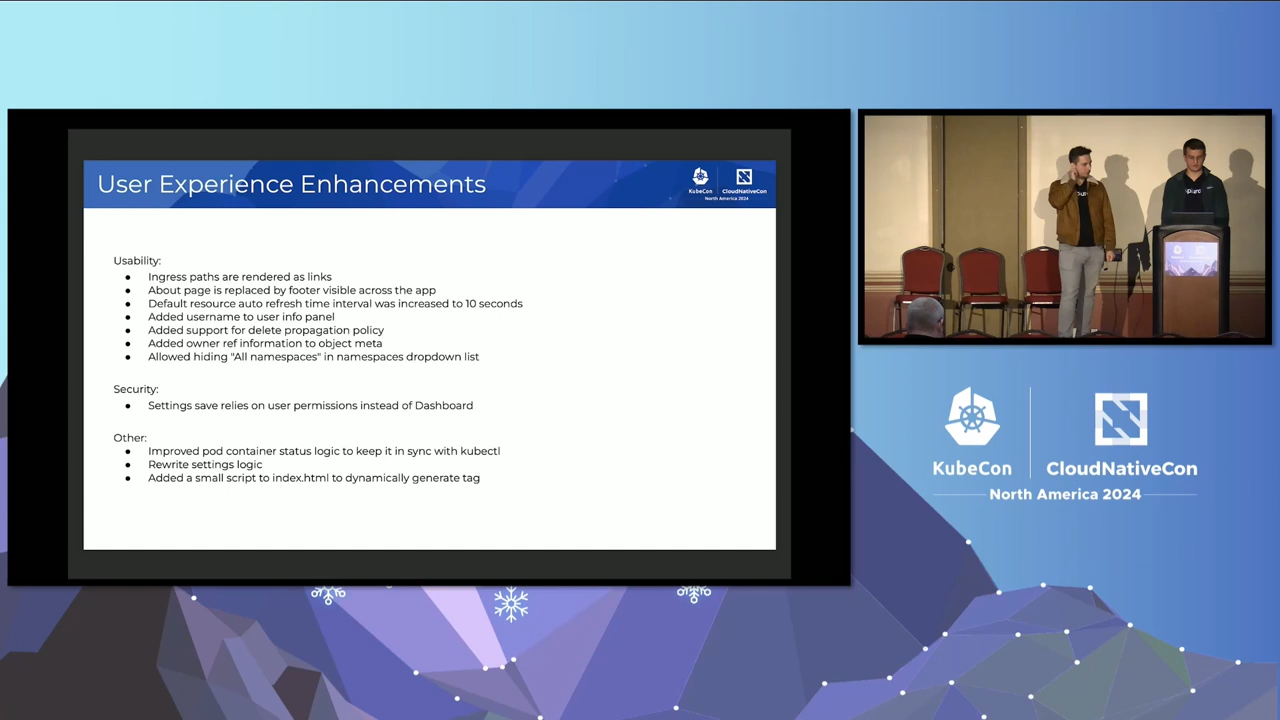 User Experience Enhancements
KubeCon
CloudNativeCon
North America 2024
Usability:
● Ingress paths are rendered as links
● About page is replaced by footer visible across the app
● Default resource auto refresh time interval was increased to 10 seconds
● Added username to user info panel
● Added support for delete propagation policy
● Added owner ref information to object meta
● Allowed hiding "All namespaces" in namespaces dropdown list
Security:
● Settings save relies on user permissions instead of Dashboard
Other:
● Improved pod container status logic to keep it in sync with kubectl
● Rewrite settings logic
● Added a small script to index.html to dynamically generate tag
KubeCon
CloudNativeCon
North America 2024